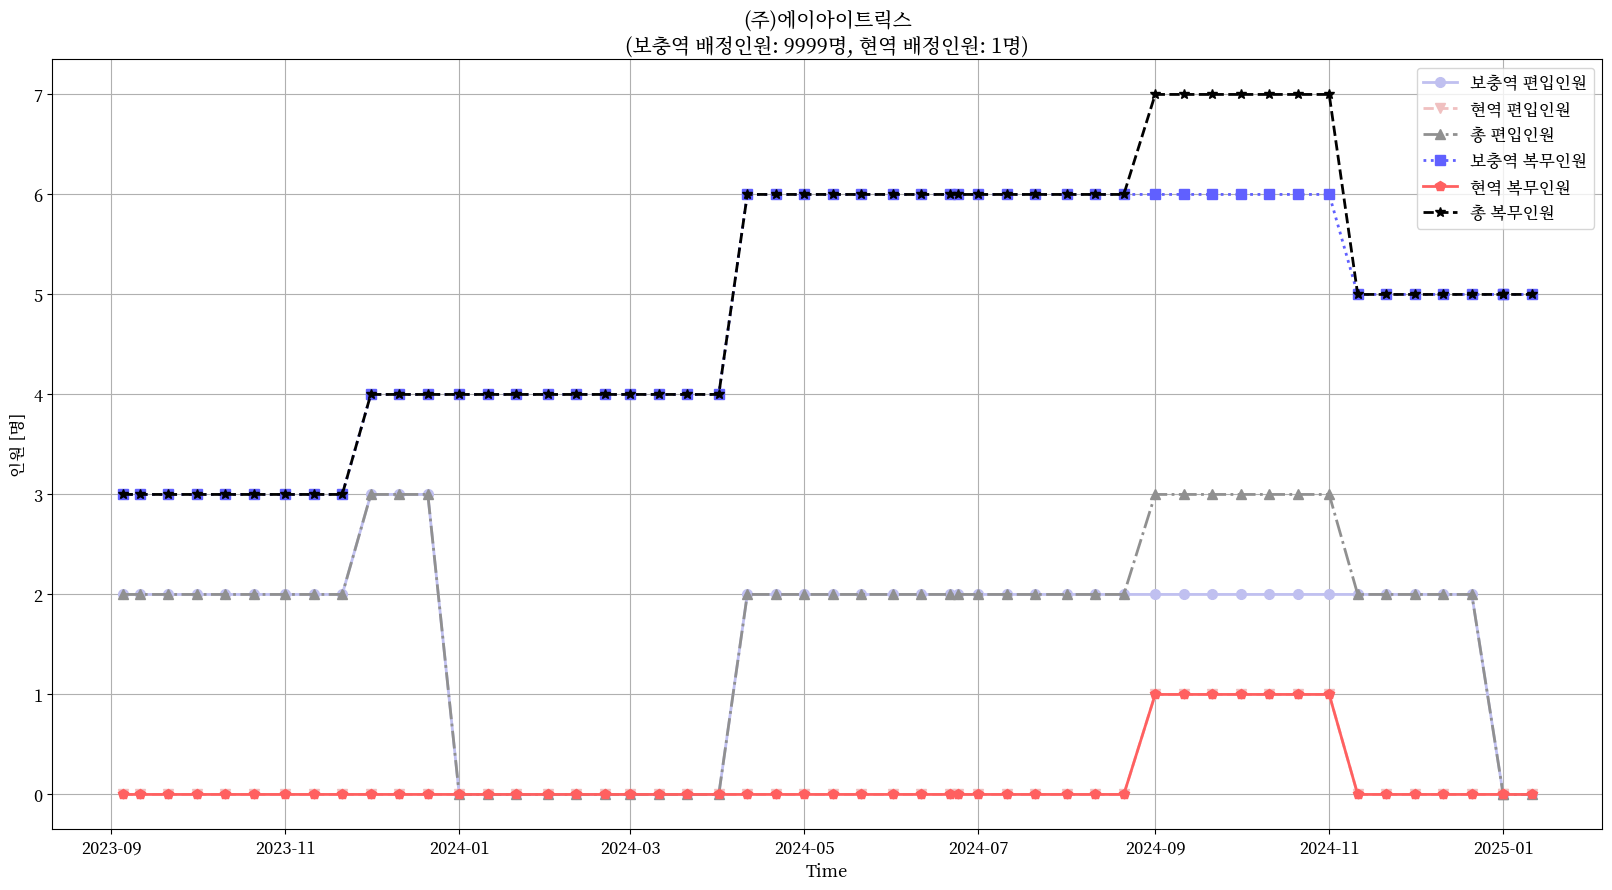 (주)에이아이트릭스
(보충역 배정인원: 9999명, 현역 배정인원: 1명)
보충역 편입인원
현역 편입인원
총 편입인원
보충역 복무인원
현역 복무인원
총 복무인원
7
6
5
4
3
2
1
0
인원 [명]
2023-09
2023-11
2024-01
2024-03
2024-05
2024-07
2024-09
2024-11
2025-01
Time